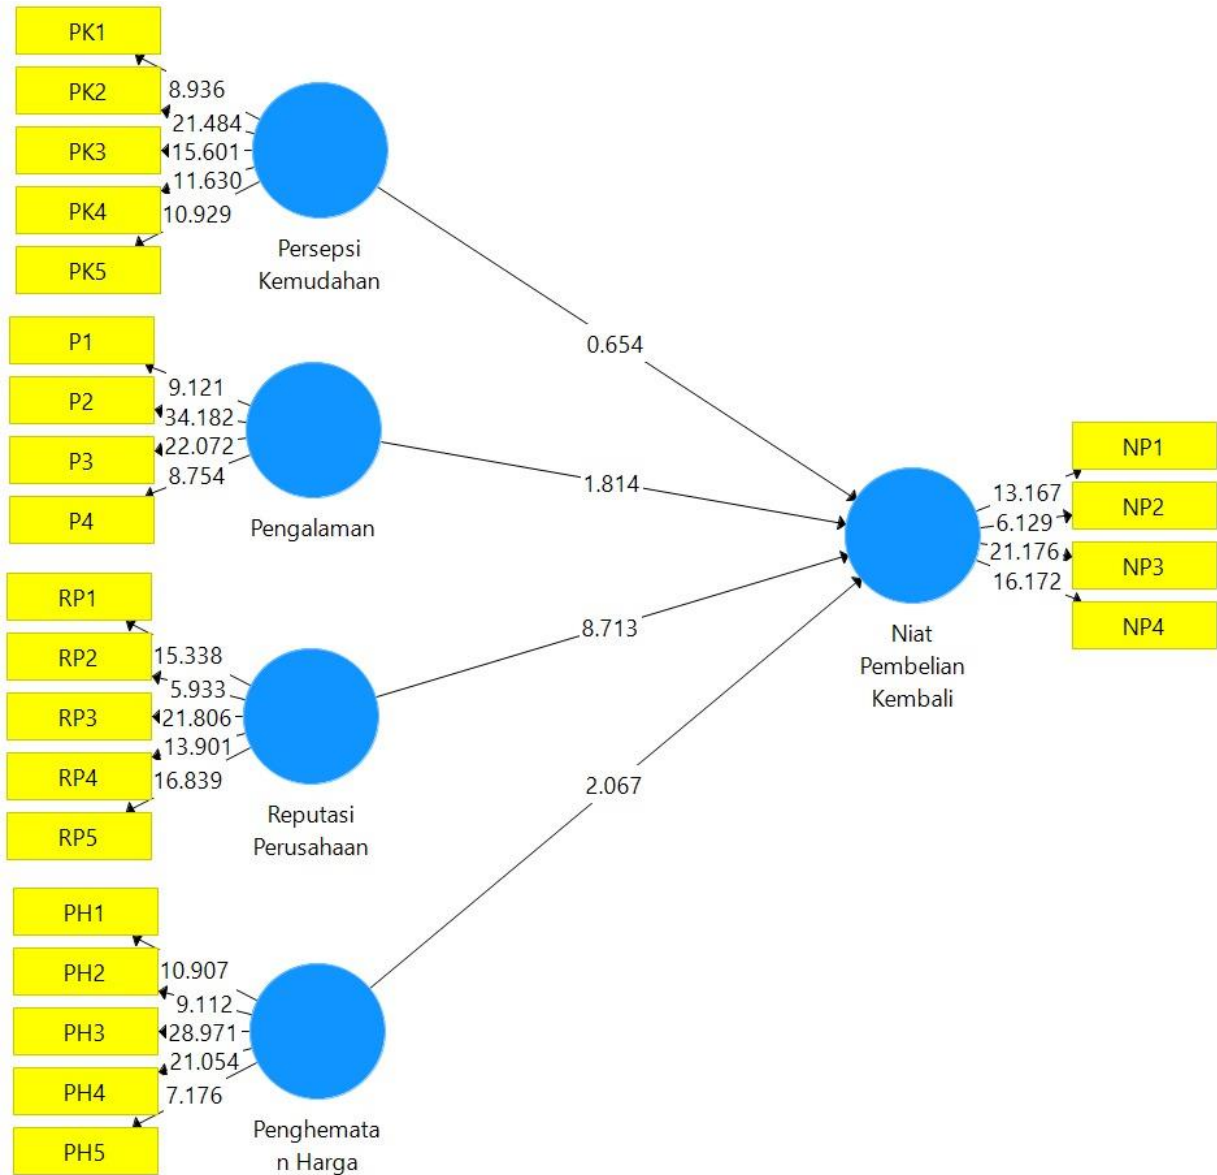 PK1
8.936
PK2
21.484
PK3
15.601
11.630
PK4
10.929
PK5
Persepsi
Kemudahan
0.654
P1
9.121
P2
34.182
P3
22.072
8.754
P4
Pengalaman
1.814
RP1
15.338
RP2
5.933
RP3
21.806
13.901
RP4
16.839
RP5
Reputasi
Perusahaan
8.713
PH1
10.907
PH2
9.112
PH3
28.971
21.054
PH4
7.176
PH5
Penghemata
n Harga
2.067
Niat
Pembelian
Kembali
13.167
NP1
6.129
NP2
21.176
NP3
16.172
NP4